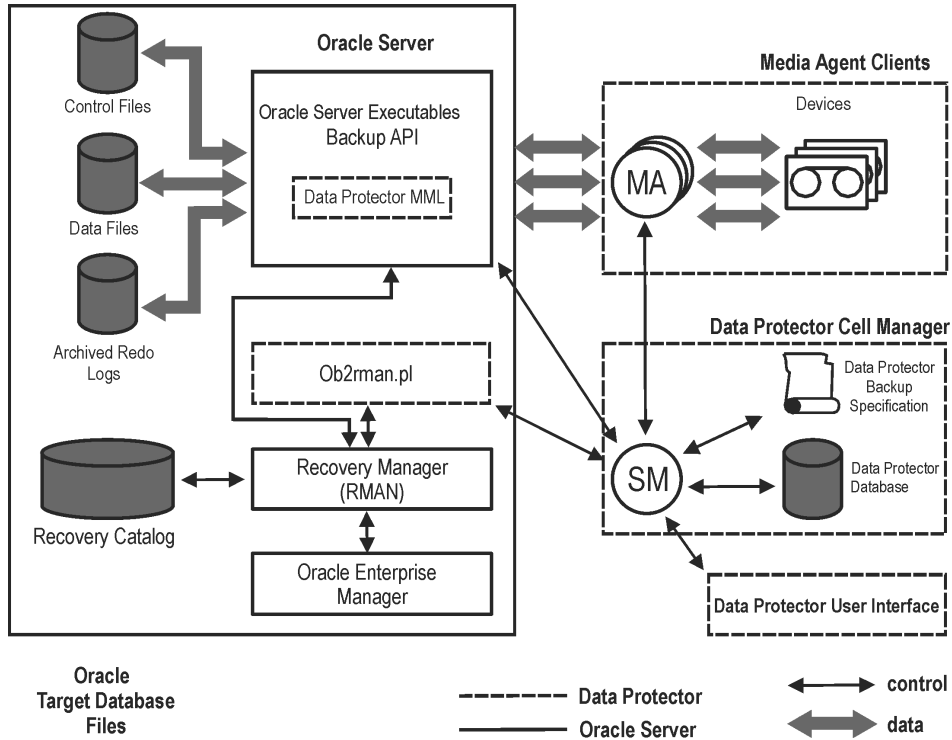 Oracle Server
Control Files
Data Files
Archived Redo
Logs
Oracle Server Executables
Backup API
Data Protector MML
Ob2rman.pl
Recovery Manager
(RMAN)
Recovery Catalog
Oracle Enterprise
Manager
Media Agent Clients
Devices
MA
Data Protector Cell Manager
Data Protector
Backup
Specification
SM
Data Protector
Database
Data Protector User Interface
Oracle
Target Database
Files
Data Protector
Oracle Server
control
data